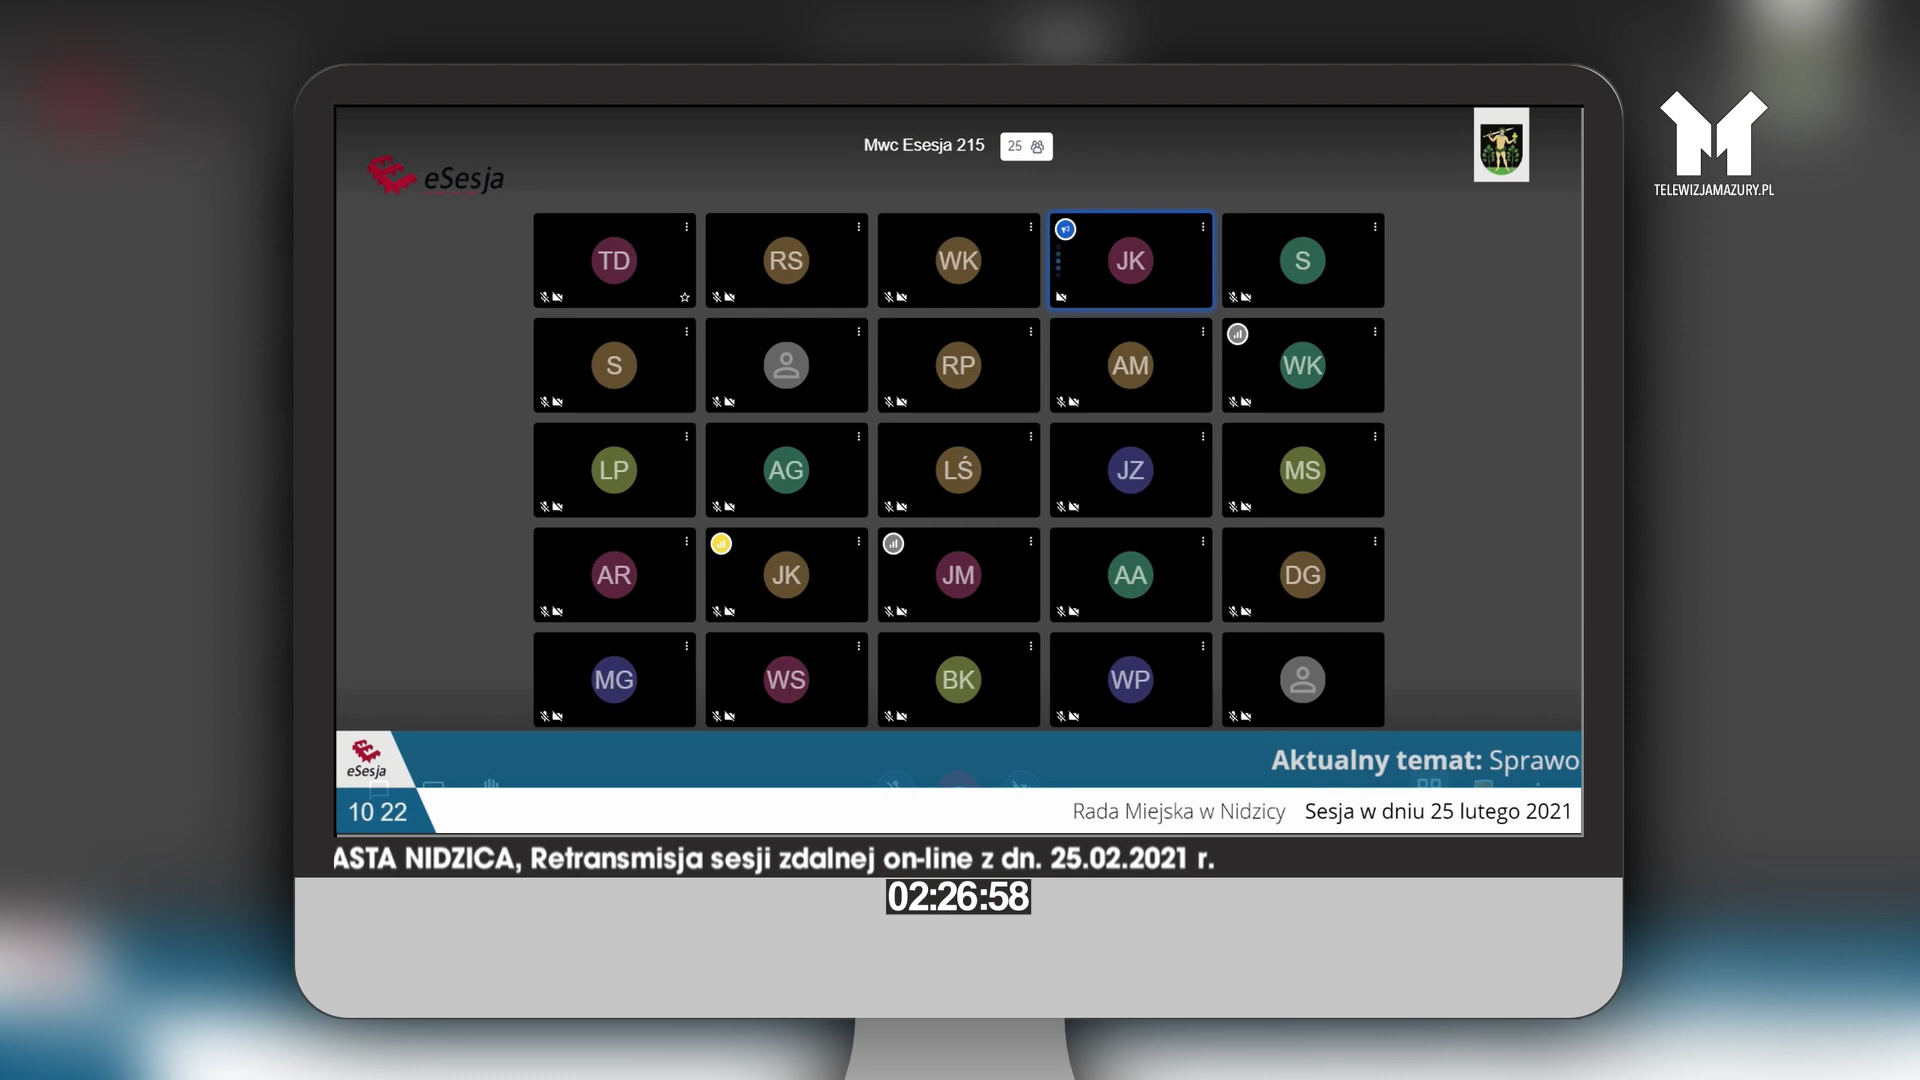 Mwc Esesja 215 25
eSesja
TELEWIZJAMAZURY.PL
TD RS WK JK S
S RP AM WK
LP AG LŚ JZ MS
AR JK JM AA DG
MG WS BK WP
eSesja
Aktualny temat: Sprawo
10 22
Rada Miejska w Nidzicy Sesja w dniu 25 lutego 2021
ASTA NIDZICA, Retransmisja sesji zdalnej on-line z dn. 25.02.2021 r.
02:26:58